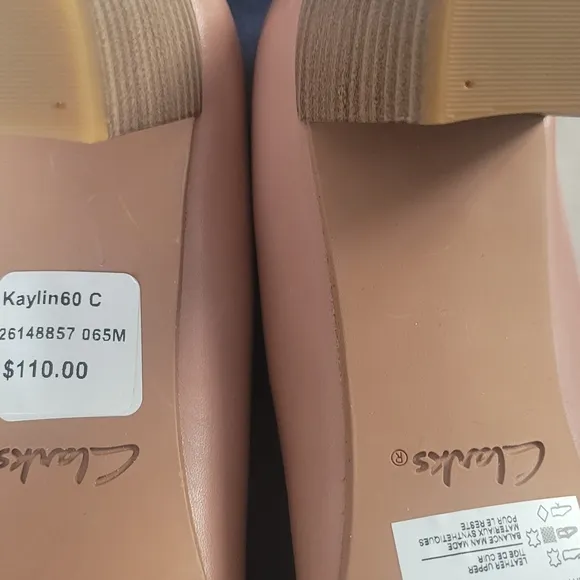 Kaylin60 C
26148857 065M
$110.00
Clarks
Clarks®
LEATHER UPPER
TIGE DE CUIR
BALANCE MAN MADE
MATERIAUX SYNTHETIQUES
POUR LE RESTE